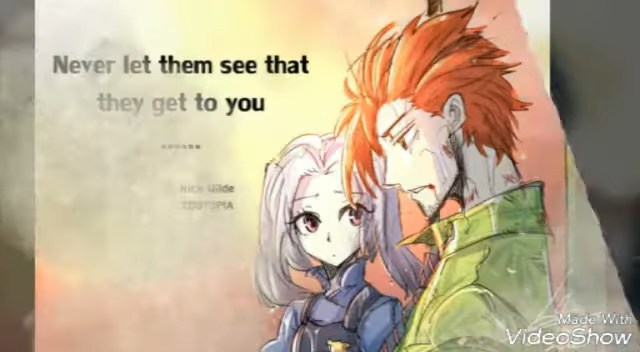 Never let them see that
they get to you
Nick Wilde
ZOOTOPIA
Made With
VideoShow